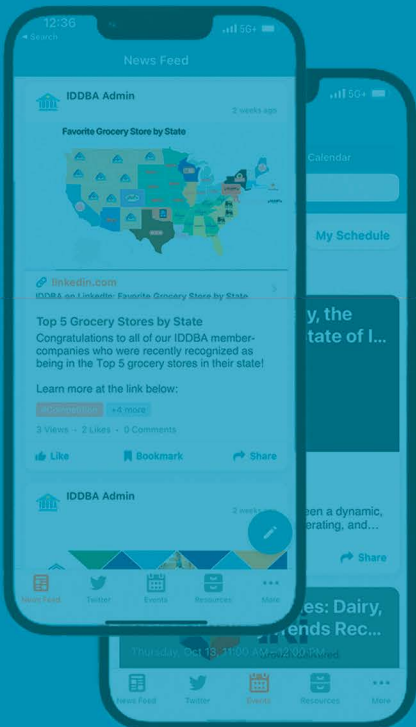 12:36
Search
5G+
News Feed
IDDBA Admin
2 weeks ago
Favorite Grocery Store by State
linkedin.com
IDDBA on LinkedIn: Favorite Grocery Store by State
Top 5 Grocery Stores by State
Congratulations to all of our IDDBA member-
companies who were recently recognized as
being in the Top 5 grocery stores in their state!
Learn more at the link below:
+4 more
3 Views • 2 Likes • 0 Comments
Like
Bookmark
Share
IDDBA Admin
3 weeks
News Feed
Twitter
Events
Resources
More
5G+
Calendar
My Schedule
y, the
tate of I...
een a dynamic,
erating, and...
Share
es: Dairy,
rends Rec...
Thursday, Oct 13, 11:00 AM–12:00 PM
News Feed
Twitter
Events
Resources
More